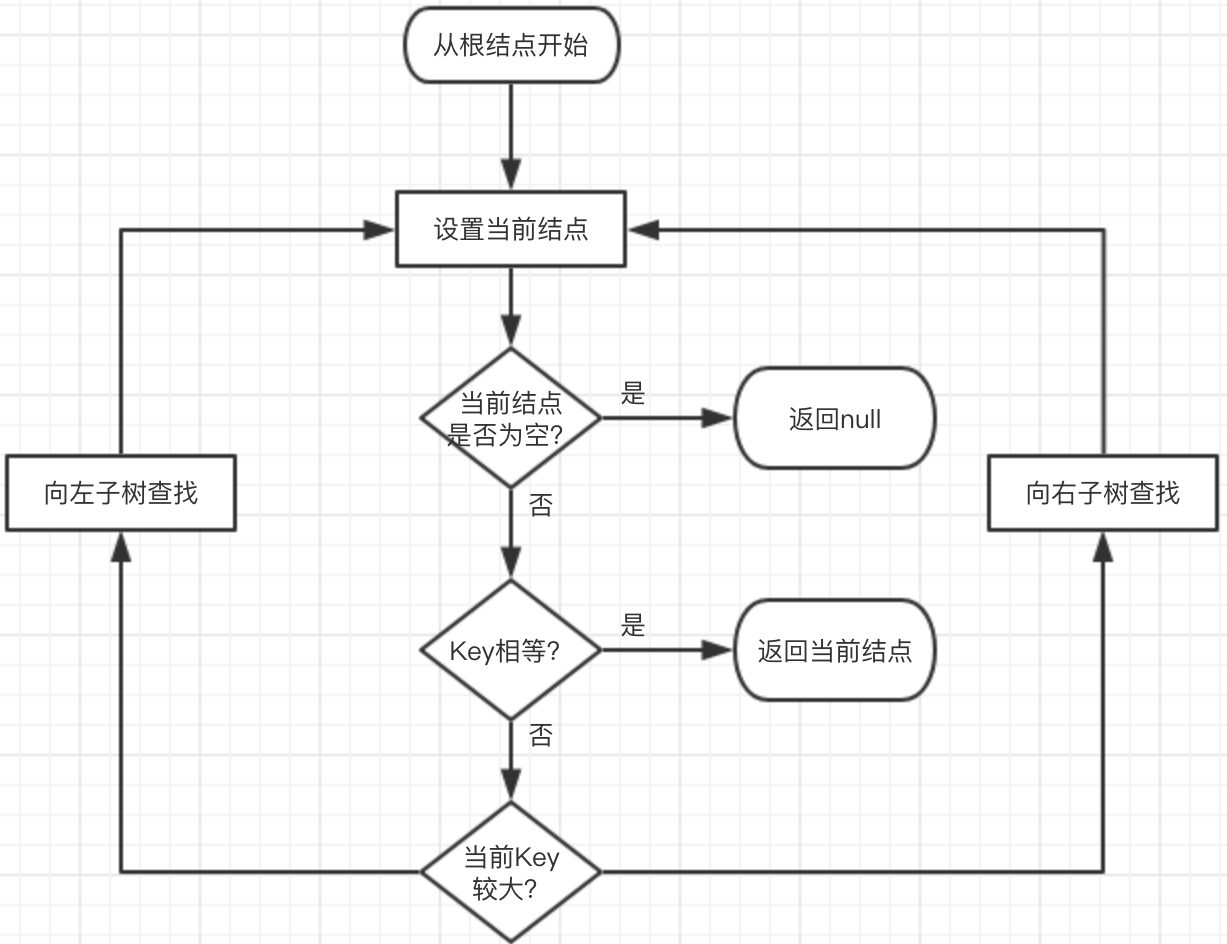 从根结点开始
设置当前结点
当前结点
是否为空?
是
返回null
否
向左子树查找
向右子树查找
Key相等?
是
返回当前结点
否
当前Key
较大?